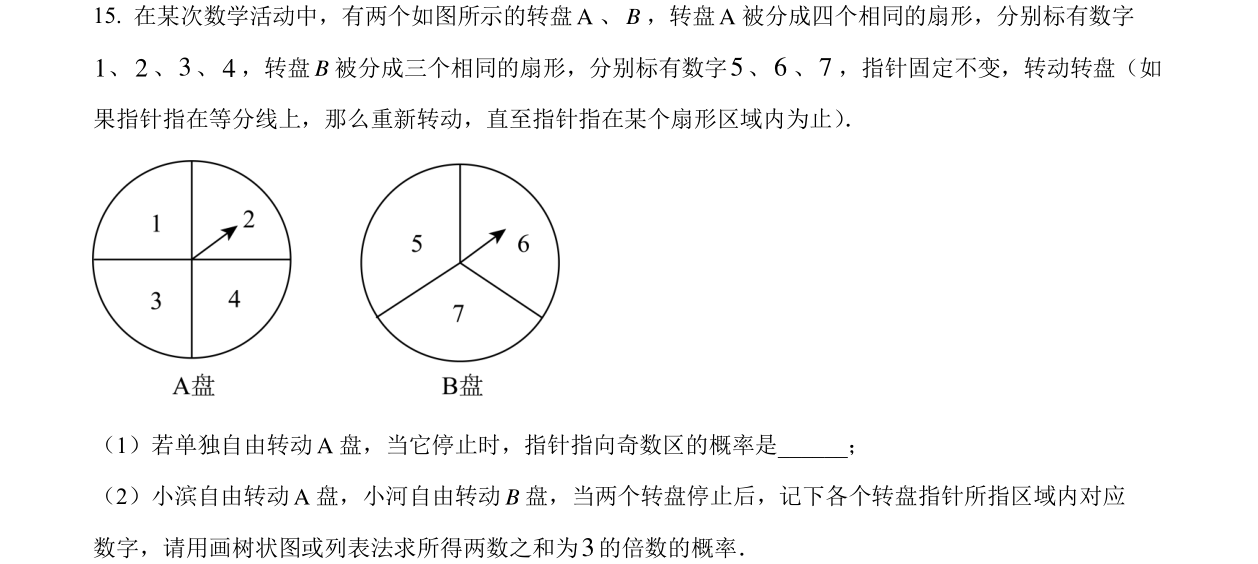 15. 在某次数学活动中，有两个如图所示的转盘 A 、 B ，转盘 A 被分成四个相同的扇形，分别标有数字
1、 2 、 3 、 4 ，转盘 B 被分成三个相同的扇形，分别标有数字 5 、 6 、 7 ，指针固定不变，转动转盘（如
果指针指在等分线上，那么重新转动，直至指针指在某个扇形区域内为止）.
1 2
3 4
5 6
7
A盘 B盘
（1）若单独自由转动 A 盘，当它停止时，指针指向奇数区的概率是______；
（2）小滨自由转动 A 盘，小河自由转动 B 盘，当两个转盘停止后，记下各个转盘指针所指区域内对应
数字，请用画树状图或列表法求所得两数之和为 3 的倍数的概率．